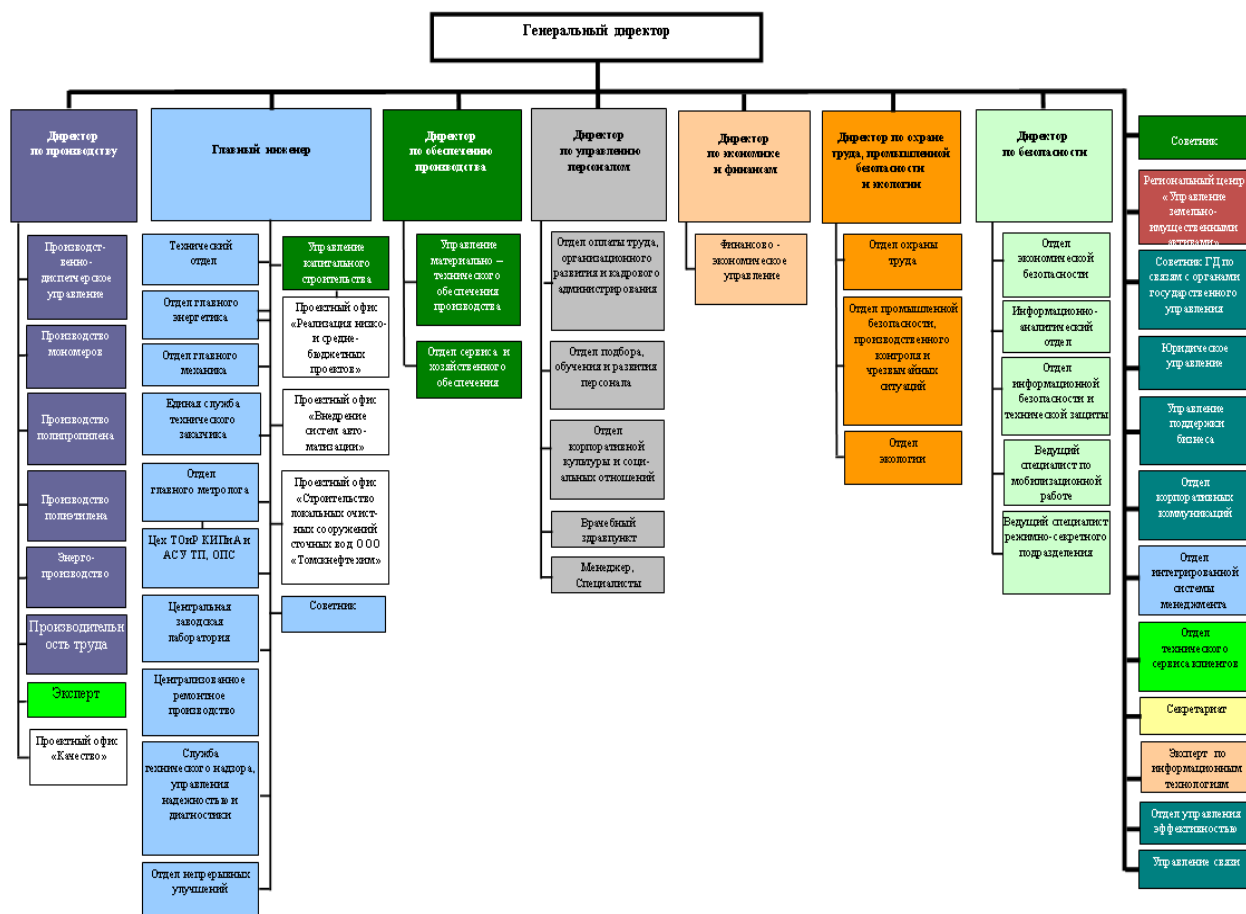 Генеральный директор
Директор
по производству
Главный инженер
Директор
по обеспечению
производства
Директор
по управлению
персоналом
Директор
по экономике
и финансам
Директор по охране
труда, промышленной
безопасности
и экологии
Директор
по безопасности
Производст-
венно-
диспетчерское
управление
Производство
мономеров
Производство
полипропилена
Производство
полиэтилена
Энерго-
производство
Производительн
ость труда
Эксперт
Проектный офис
«Качество»
Технический
отдел
Отдел главного
энергетика
Отдел главного
механика
Единая служба
технического
заказчика
Отдел
главного метролога
Цех ТОиР КИПиА и
АСУ ТП, ОПС
Центральная
заводская
лаборатория
Централизованное
ремонтное
производство
Служба
технического надзора,
управления
надежностью и
диагностики
Отдел непрерывных
улучшений
Управление
капитального
строительства
Проектный офис
«Реализация низко-
и средне-
бюджетных
проектов»
Проектный офис
«Внедрение
систем авто-
матизации»
Проектный офис
«Строительство
локальных очист-
ных сооружений
сточных вод ООО
«Томскнефтехим»
Советник
Управление
материально –
технического
обеспечения
производства
Отдел сервиса и
хозяйственного
обеспечения
Отдел оплаты труда,
организационного
развития и кадрового
администрирования
Отдел подбора,
обучения и развития
персонала
Отдел
корпоративной
культуры и соци-
альных отношений
Врачебный
здравпункт
Менеджер,
Специалисты
Финансово -
экономическое
управление
Отдел охраны
труда
Отдел промышленной
безопасности,
производственного
контроля и
чрезвычайных
ситуаций
Отдел
экологии
Отдел
экономической
безопасности
Информационно-
аналитический
отдел
Отдел
информационной
безопасности и
технической защиты
Ведущий
специалист по
мобилизационной
работе
Ведущий специалист
режимно-секретного
подразделения
Советник
Региональный центр
«Управление
земельно-
имущественными
активами»
Советник ГД по
связям с органами
государственного
управления
Юридическое
управление
Управление
поддержки
бизнеса
Отдел
корпоративных
коммуникаций
Отдел
интегрированной
системы
менеджмента
Отдел
технического
сервиса клиентов
Секретариат
Эксперт по
информационным
технологиям
Отдел управления
эффективностью
Управление связи